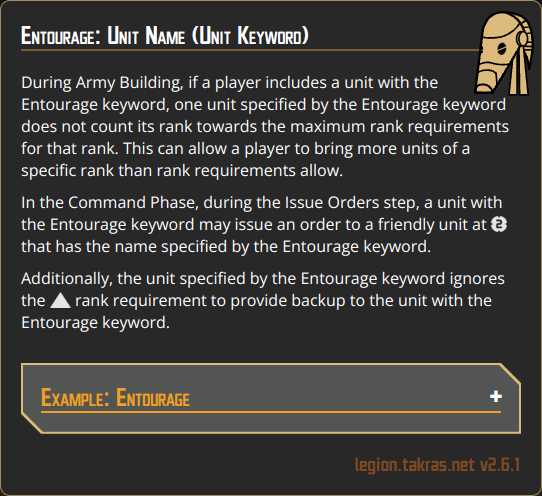 Entourage: Unit Name (Unit Keyword)
During Army Building, if a player includes a unit with the
Entourage keyword, one unit specified by the Entourage keyword
does not count its rank towards the maximum rank requirements
for that rank. This can allow a player to bring more units of a
specific rank than rank requirements allow.
In the Command Phase, during the Issue Orders step, a unit with
the Entourage keyword may issue an order to a friendly unit at 2
that has the name specified by the Entourage keyword.
Additionally, the unit specified by the Entourage keyword ignores
the rank requirement to provide backup to the unit with the
Entourage keyword.
Example: Entourage +
legion.takras.net v2.6.1